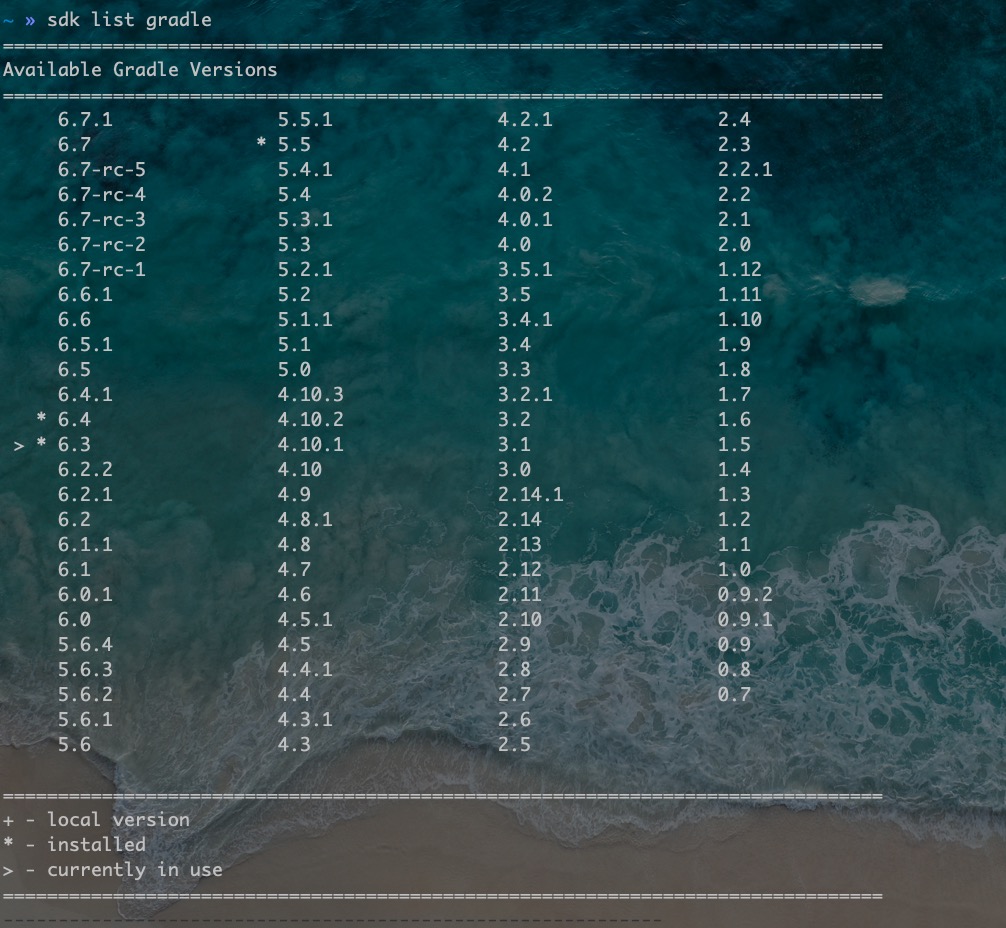 ~ » sdk list gradle
================================================================================
Available Gradle Versions
================================================================================
     6.7.1               5.5.1               4.2.1               2.4
     6.7               * 5.5                 4.2                 2.3
     6.7-rc-5            5.4.1               4.1                 2.2.1
     6.7-rc-4            5.4                 4.0.2               2.2
     6.7-rc-3            5.3.1               4.0.1               2.1
     6.7-rc-2            5.3                 4.0                 2.0
     6.7-rc-1            5.2.1               3.5.1               1.12
     6.6.1               5.2                 3.5                 1.11
     6.6                 5.1.1               3.4.1               1.10
     6.5.1               5.1                 3.4                 1.9
     6.5                 5.0                 3.3                 1.8
     6.4.1               4.10.3              3.2.1               1.7
   * 6.4                 4.10.2              3.2                 1.6
 > * 6.3                 4.10.1              3.1                 1.5
     6.2.2               4.10                3.0                 1.4
     6.2.1               4.9                 2.14.1              1.3
     6.2                 4.8.1               2.14                1.2
     6.1.1               4.8                 2.13                1.1
     6.1                 4.7                 2.12                1.0
     6.0.1               4.6                 2.11                0.9.2
     6.0                 4.5.1               2.10                0.9.1
     5.6.4               4.5                 2.9                 0.9
     5.6.3               4.4.1               2.8                 0.8
     5.6.2               4.4                 2.7                 0.7
     5.6.1               4.3.1               2.6
     5.6                 4.3                 2.5
================================================================================
+ - local version
* - installed
> - currently in use
================================================================================
------------------------------------------------------------